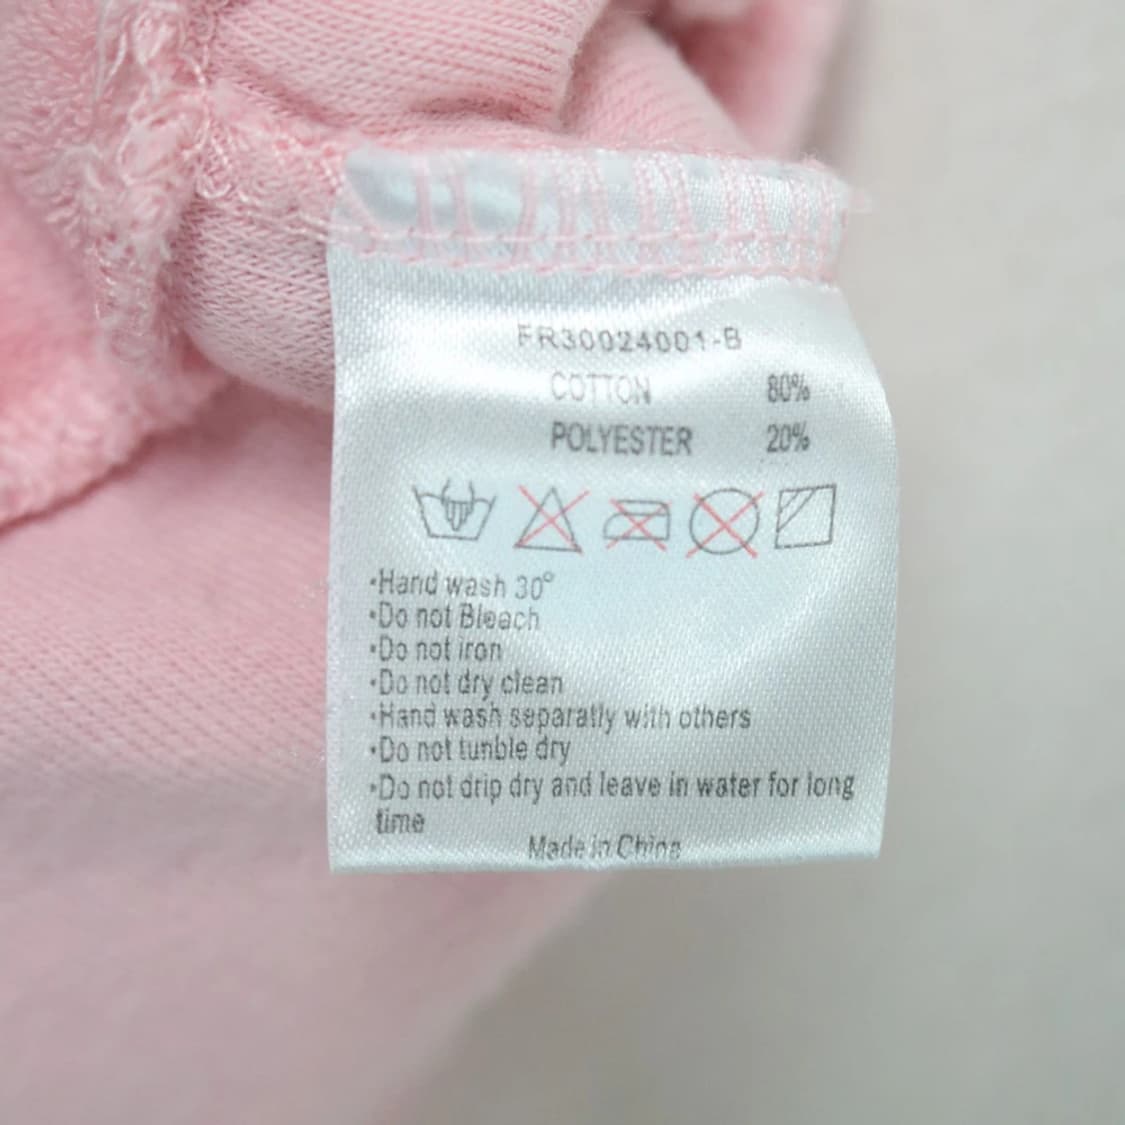 FR30024001-B
COTTON 80%
POLYESTER 20%
•Hand wash 30°
•Do not Bleach
•Do not iron
•Do not dry clean
•Hand wash separatly with others
•Do not tunble dry
•Do not drip dry and leave in water for long
time
Made in China